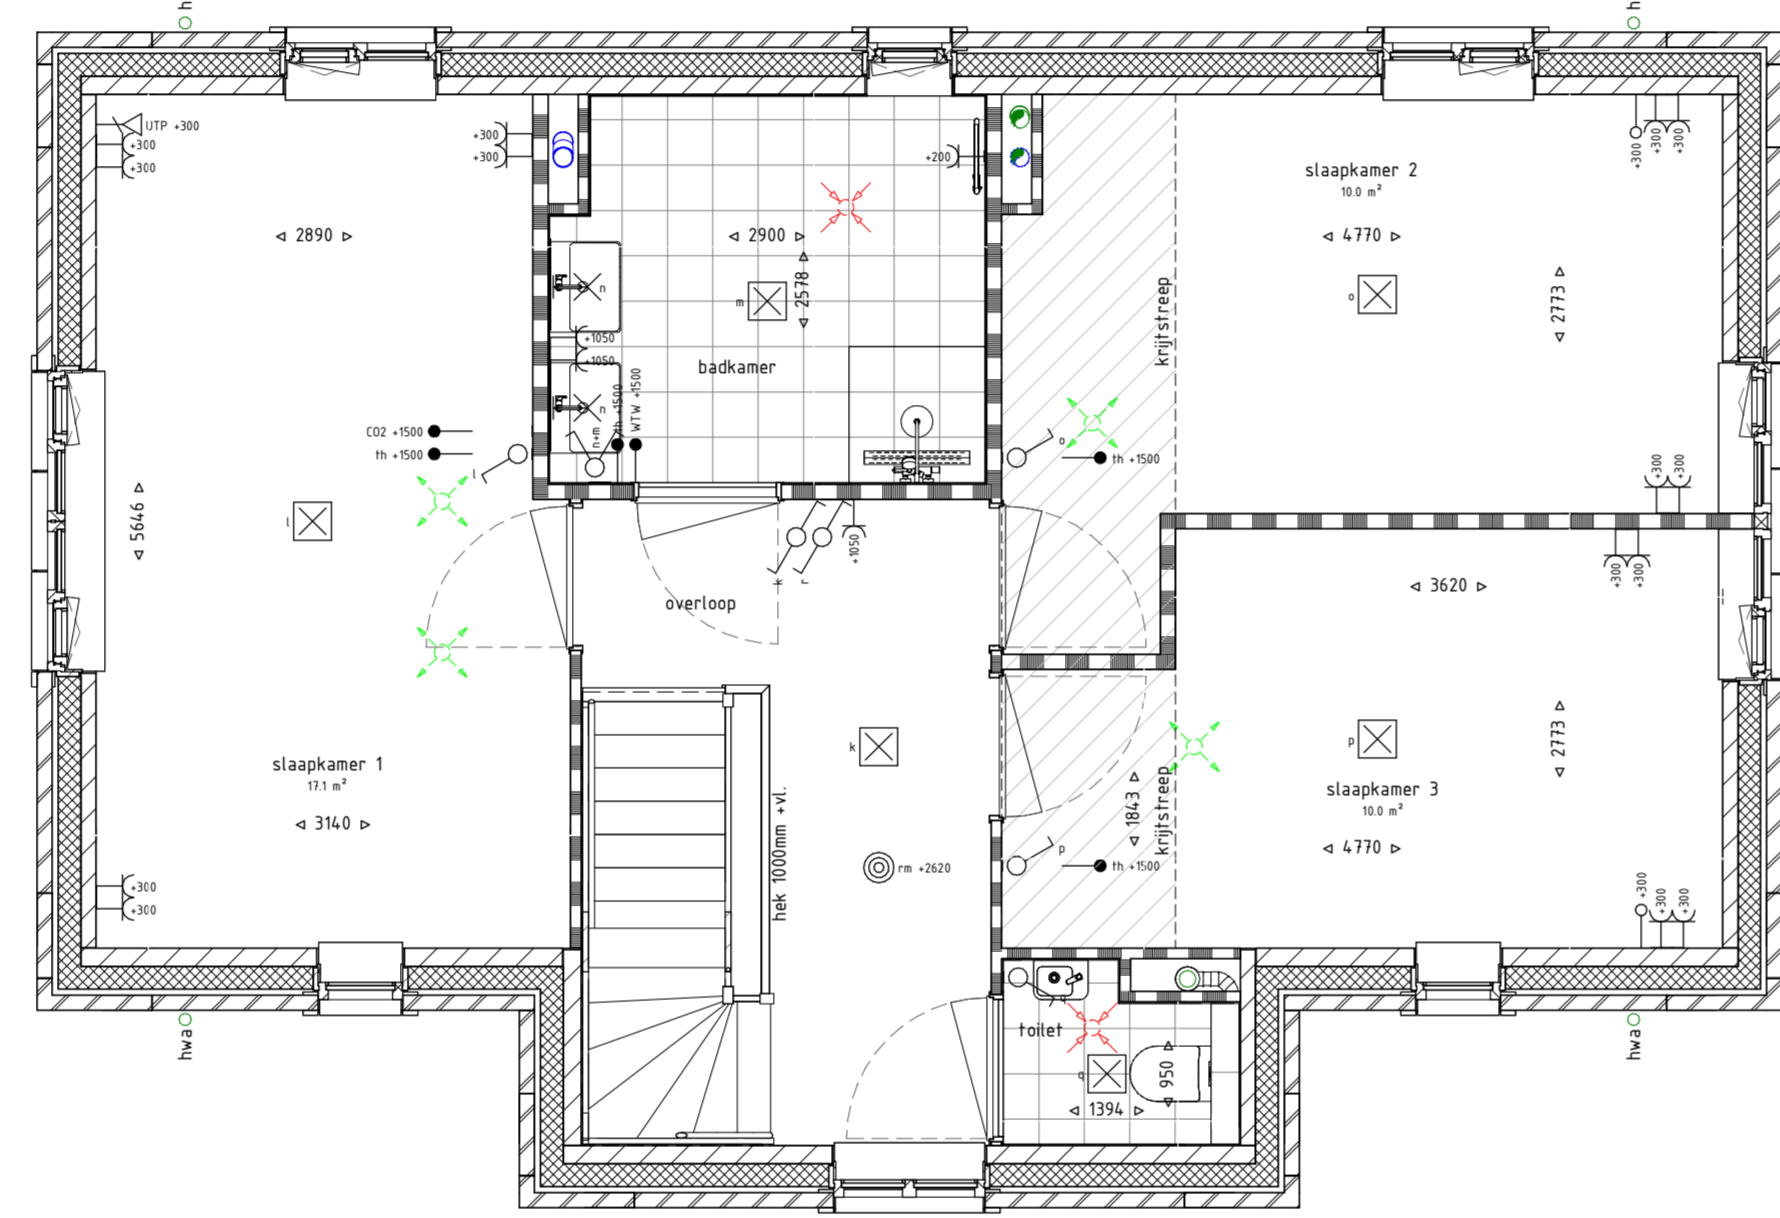 h
h
UTP +300
+300
+300
+300
+300
+200
+300
+300
+300
slaapkamer 2
10.0 m²
2890
2900
4770
2578
2773
krijtstreep
n
m
o
+1050
+1050
badkamer
n
n+m
th +1500
WTW +1500
CO2 +1500
th +1500
l
o
th +1500
+300
+300
5646
l
k
r
+1050
+300
+300
overloop
3620
k
p
2773
slaapkamer 1
17.1 m²
3140
hek 1000mm +vl.
1843
krijtstreep
slaapkamer 3
10.0 m²
4770
p
th +1500
rm +2620
+300
+300
+300
+300
+300
q
toilet
q
950
1394
hwa
hwa